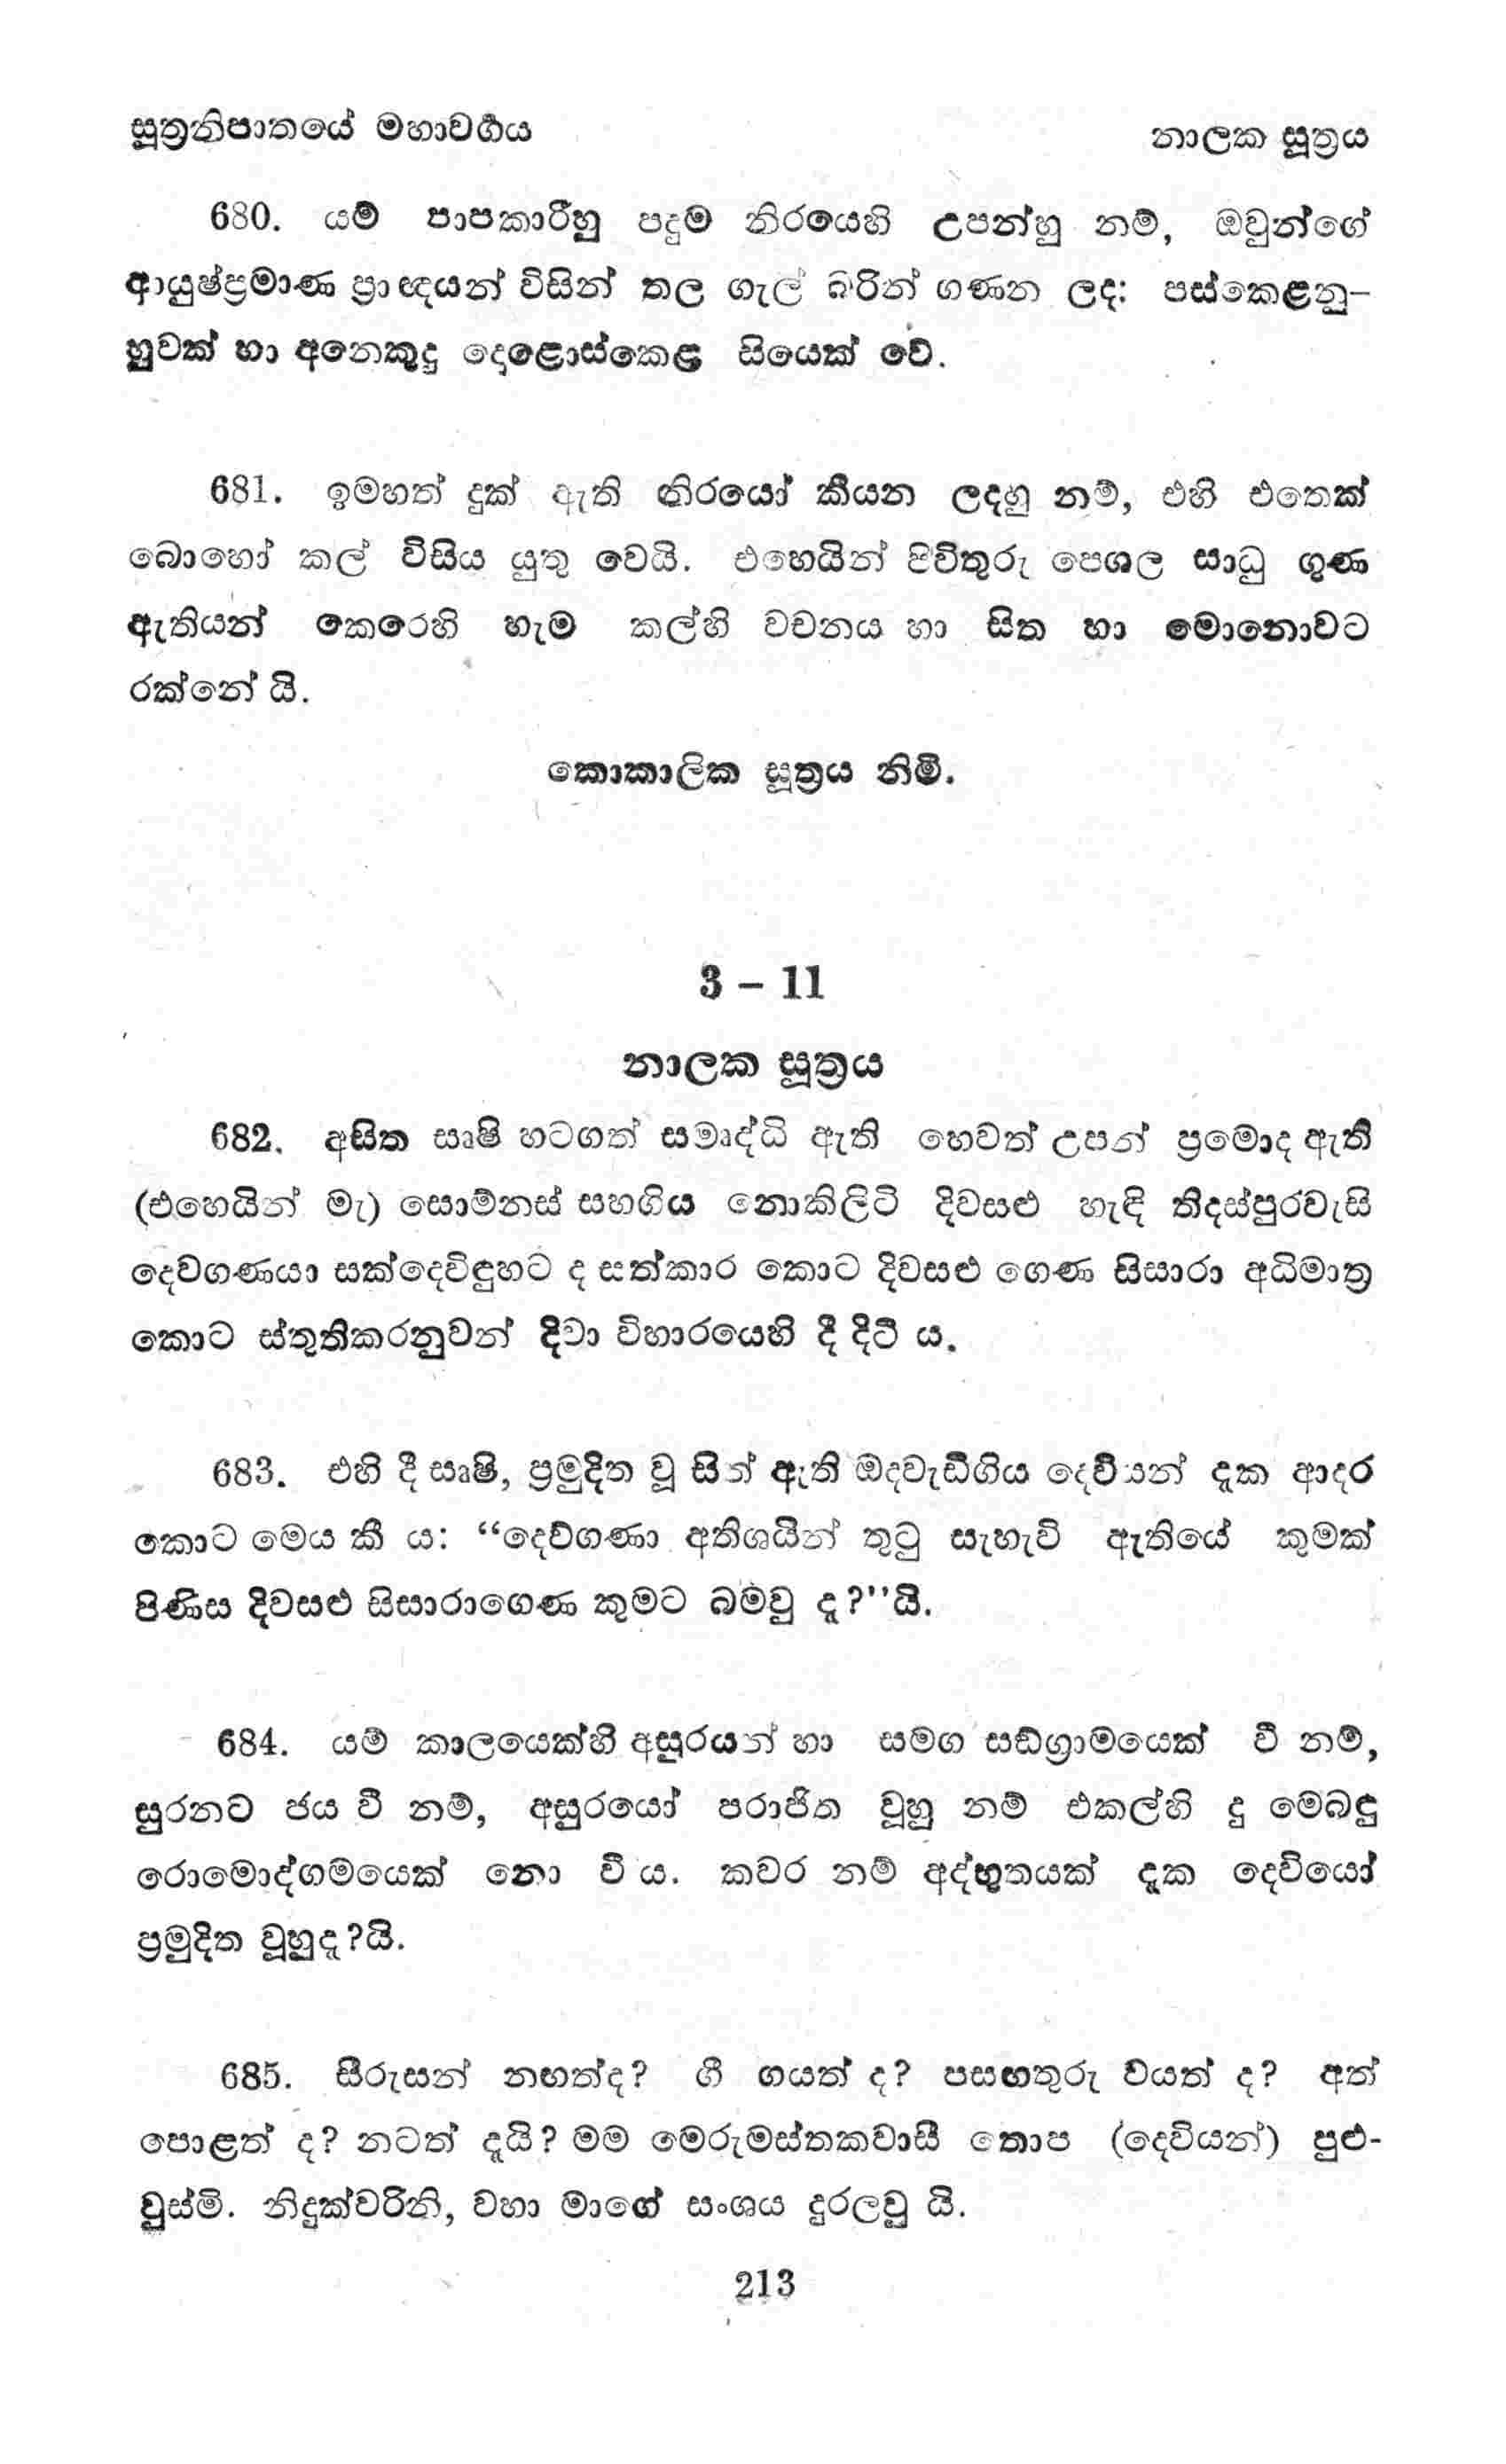 සූත්‍රනිපාතයේ මහාවර්‍ගය
නාලක සූත්‍රය
680. යම් පාපකාරීහු පදුම නිරයෙහි උපන්හු නම්, ඔවුන්ගේ
ආයුෂ්ප්‍රමාණ ප්‍රාඥයන් විසින් තල ගැල් බරින් ගණන ලද: පස්කෙළනු-
හුවක් හා අනෙකුදු දෙළොස්කෙළ සියෙක් වේ.
681. ඉමහත් දුක් ඇති නිරයෝ කීයන ලදහු නම්, එහි එතෙක්
බොහෝ කල් විසිය යුතු වෙයි. එහෙයින් පිවිතුරු පෙශල සාධු ගුණ
ඇතියන් කෙරෙහි හැම කල්හි වචනය හා සිත හා මොනොවට
රක්නේ යි.
කොකාලික සූත්‍රය නිමි.
3 – 11
නාලක සූත්‍රය
682. අසිත ඍෂි හටගත් සමෘද්ධි ඇති හෙවත් උපන් ප්‍රමොද ඇති
(එහෙයින් මැ) සොම්නස් සහගිය නොකිලිටි දිවසළු හැඳි තිදස්පුරවැසි
දෙවගණයා සක්දෙවිඳුහට ද සත්කාර කොට දිවසළු ගෙණ සිසාරා අධිමාත්‍ර
කොට ස්තුතිකරනුවන් දිවා විහාරයෙහි දී දිටී ය.
683. එහි දී ඍෂි, ප්‍රමුදිත වූ සිත් ඇති ඔදවැඩීගිය දෙවියන් දැක ආදර
කොට මෙය කී ය: “දෙව්ගණා අතිශයින් තුටු සැහැවි ඇතියේ කුමක්
පිණිස දිවසළු සිසාරාගෙණ කුමට බමවු ද?”යි.
684. යම් කාලයෙක්හි අසුරයන් හා සමග සඩ්ග්‍රාමයෙක් වී නම්,
සුරනට ජය වී නම්, අසුරයෝ පරාජිත වූහු නම් එකල්හි දු මෙබඳු
රොමොද්ගමයෙක් නො වී ය. කවර නම් අද්භූතයක් දැක දෙවියෝ
ප්‍රමුදිත වූහුද?යි.
685. සීරුසන් නඟත්ද? ගී ගයත් ද? පසඟතුරු වයත් ද? අත්
පොළත් ද? නටත් දැයි? මම මෙරුමස්තකවාසී තොප (දෙවියන්) පුළු-
වුස්මි. නිදුක්වරිනි, වහා මාගේ සංශය දුරලවු යි.
213